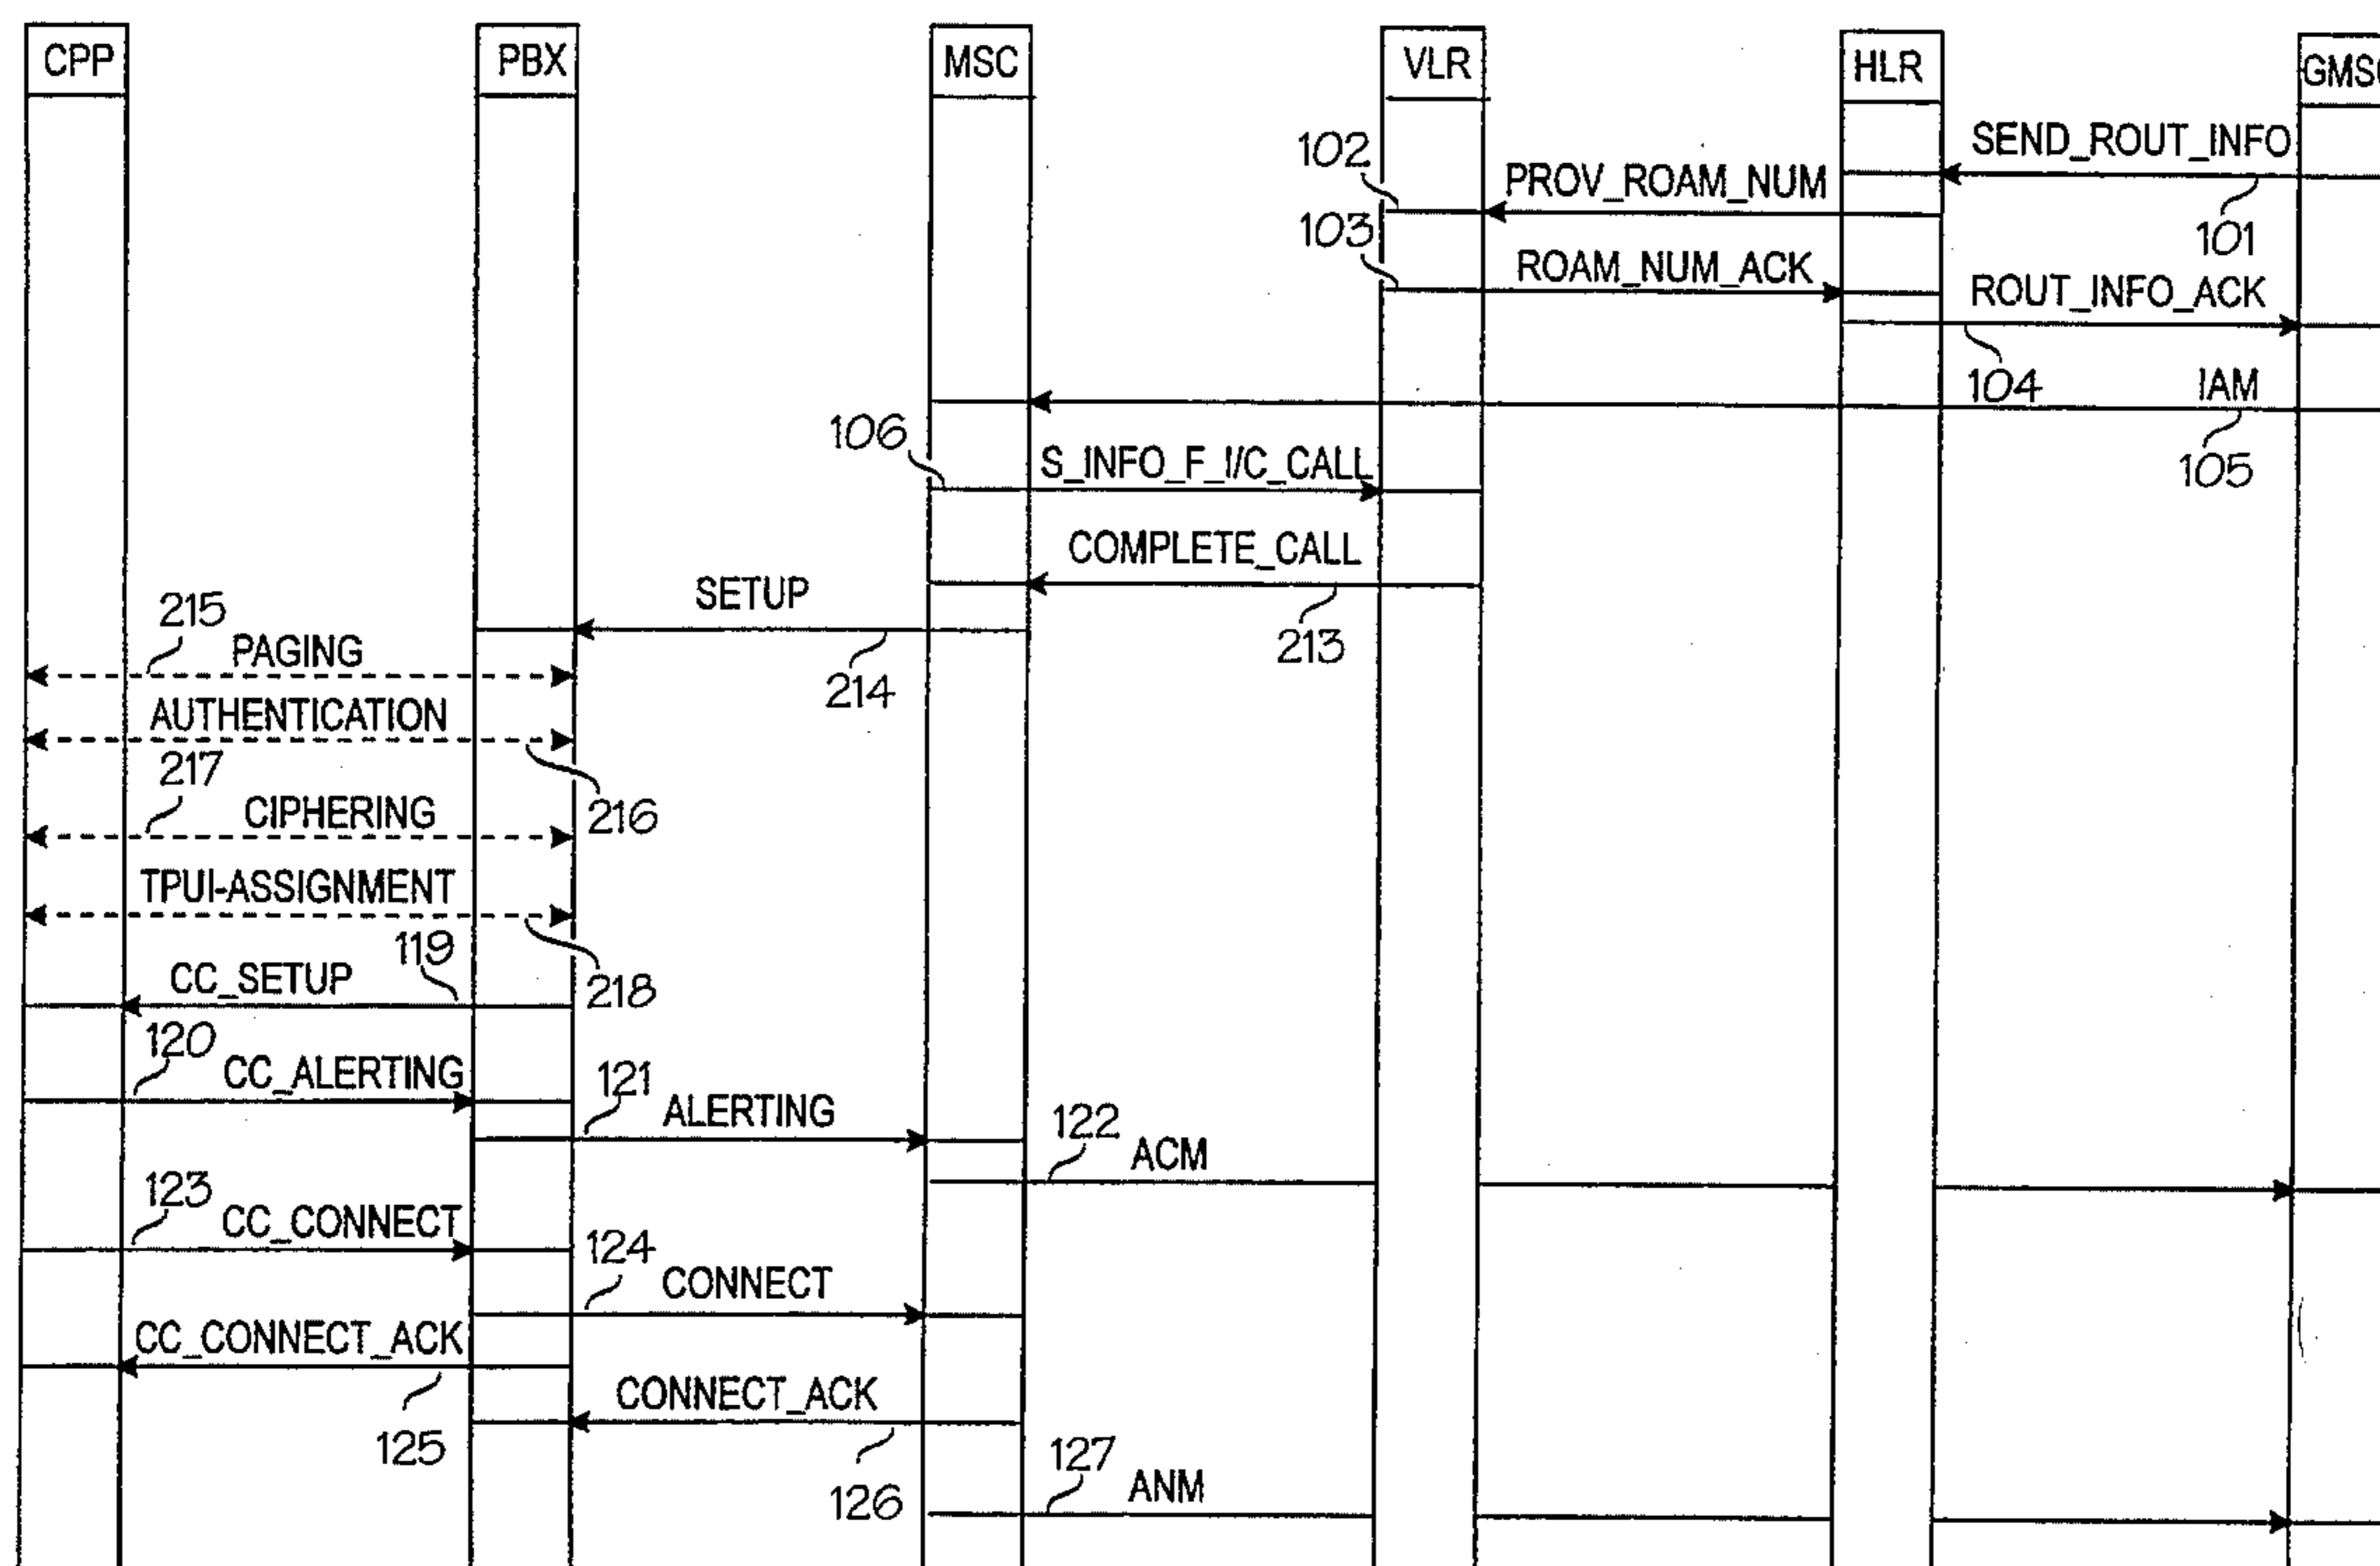 CPP PBX MSC VLR HLR GMSC
SEND_ROUT_INFO
101
102
PROV_ROAM_NUM
103
ROAM_NUM_ACK
ROUT_INFO_ACK
104
IAM
105
106
S_INFO_F_I/C_CALL
COMPLETE_CALL
213
SETUP
214
215
PAGING
AUTHENTICATION
216
217
CIPHERING
TPUI-ASSIGNMENT
218
119
CC_SETUP
120
CC_ALERTING
121
ALERTING
122
ACM
123
CC_CONNECT
124
CONNECT
CC_CONNECT_ACK
125
CONNECT_ACK
126
127
ANM